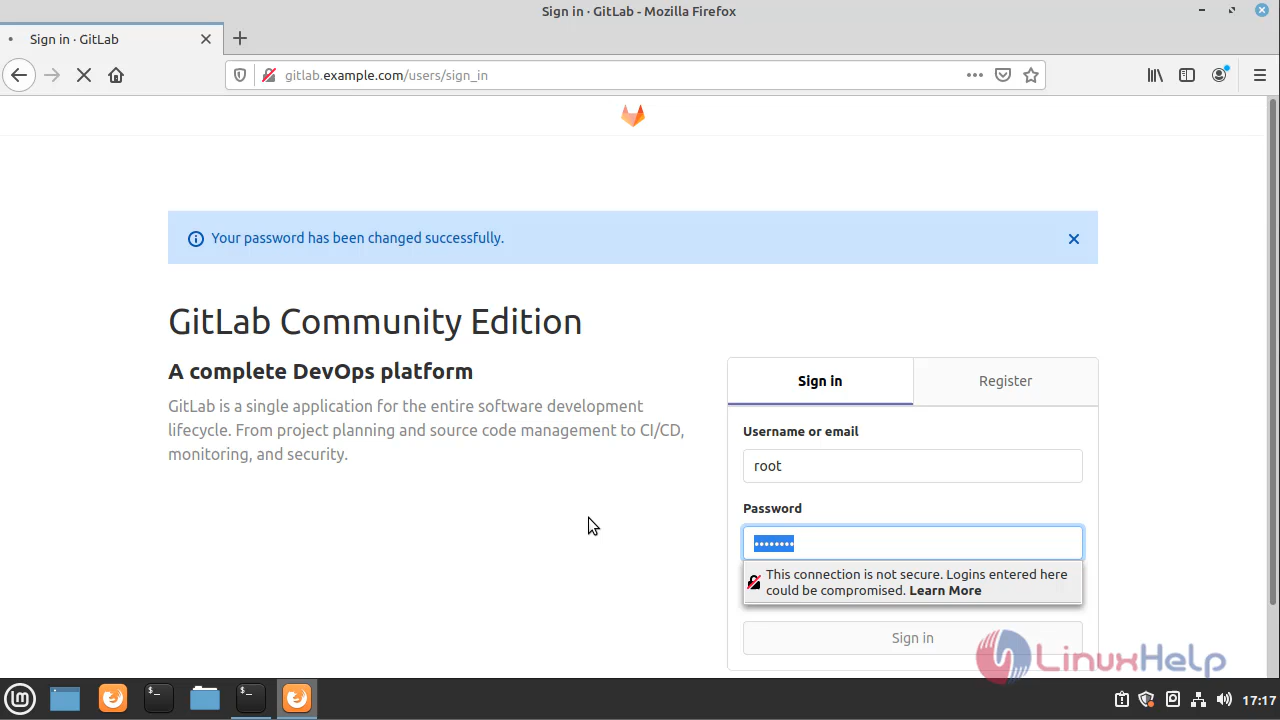 Sign in · GitLab - Mozilla Firefox
Sign in · GitLab
gitlab.example.com/users/sign_in
Your password has been changed successfully.
GitLab Community Edition
A complete DevOps platform
GitLab is a single application for the entire software development
lifecycle. From project planning and source code management to CI/CD,
monitoring, and security.
Sign in
Register
Username or email
root
Password
••••••••
This connection is not secure. Logins entered here
could be compromised. Learn More
Sign in
LinuxHelp
17:17